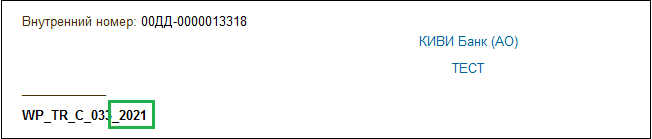 Внутренний номер: 00ДД-0000013318
КИВИ Банк (АО)
ТЕСТ
WP_TR_C_033_2021